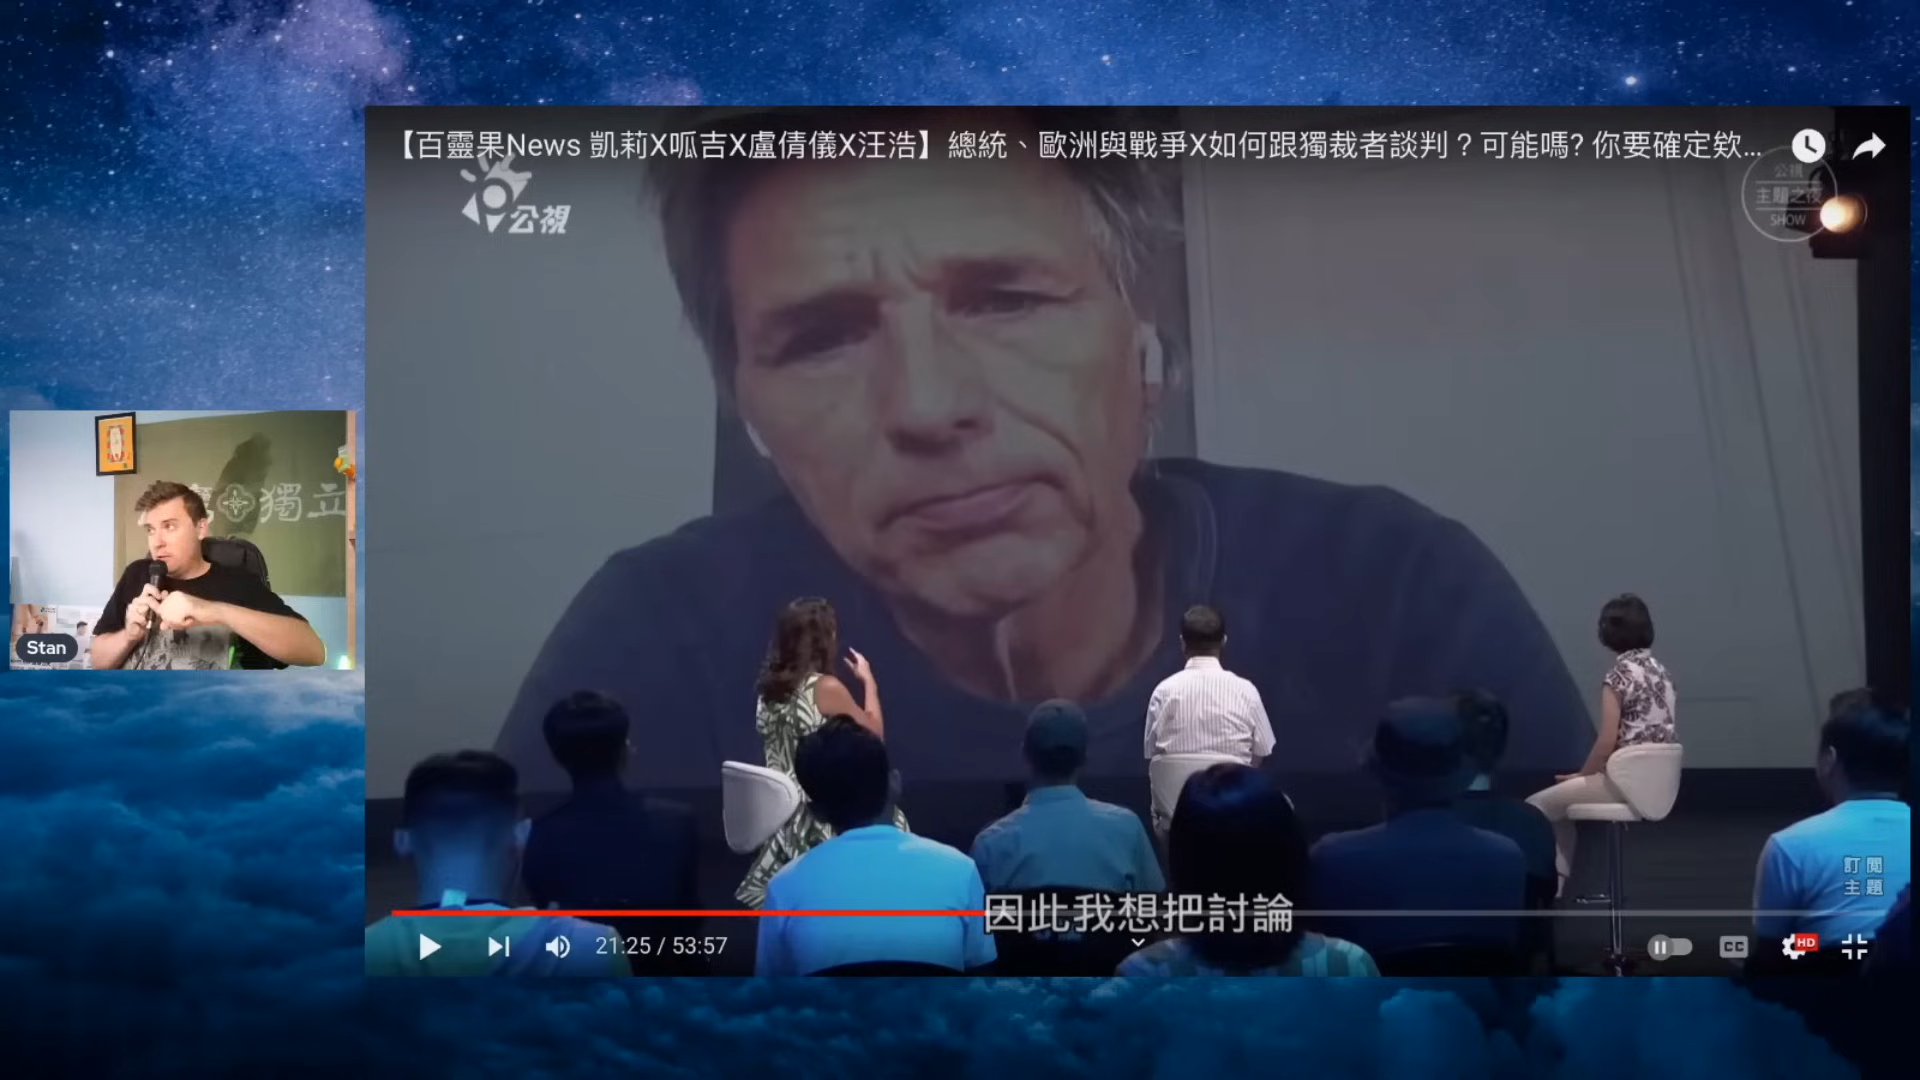 【百靈果News 凱莉X呱吉X盧倩儀X汪浩】總統、歐洲與戰爭X如何跟獨裁者談判？可能嗎? 你要確定欸...
公視
公視
主題之夜
SHOW
獨立
Stan
訂閱
主題
因此我想把討論
21:25 / 53:57
CC
HD